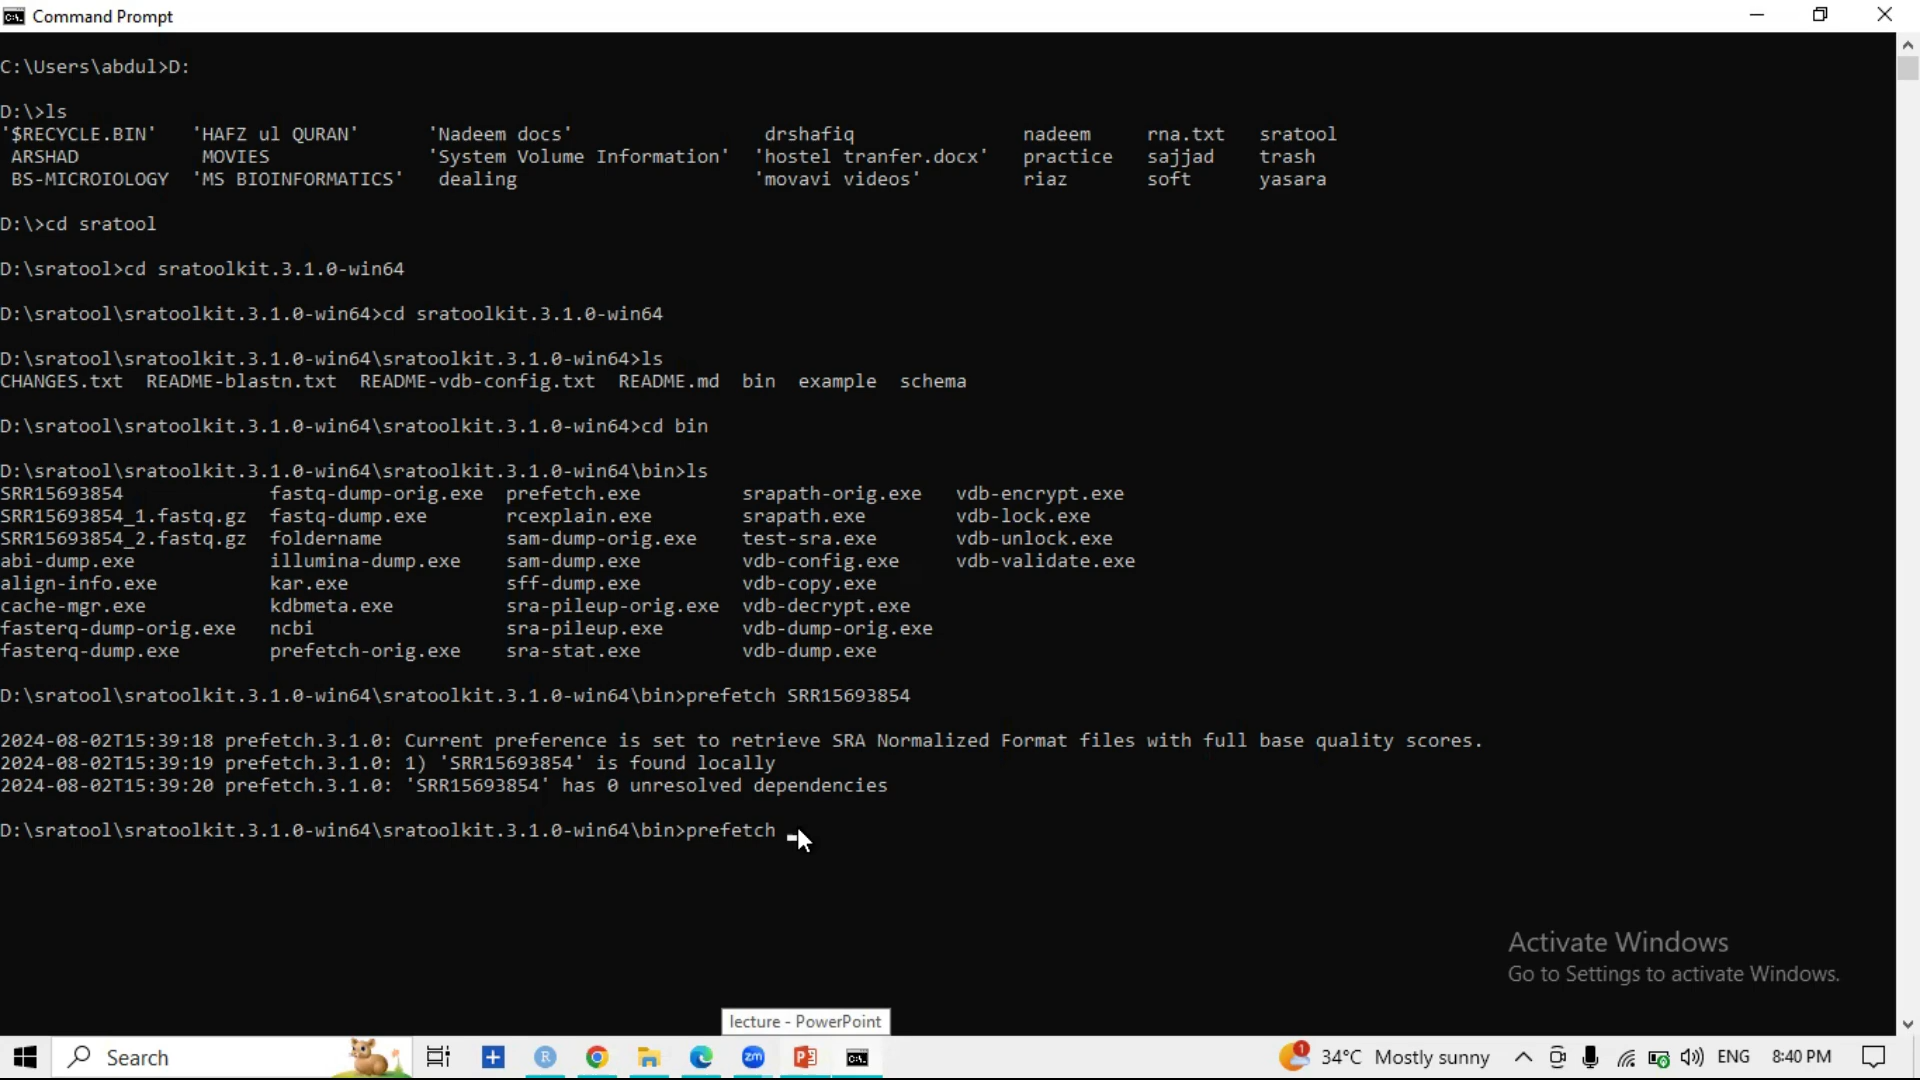 Command Prompt
C:\Users\abdul>D:
D:\>ls
'$RECYCLE.BIN' 'HAFZ ul QURAN' 'Nadeem docs' drshafiq nadeem rna.txt sratool
ARSHAD MOVIES 'System Volume Information' 'hostel tranfer.docx' practice sajjad trash
BS-MICROIOLOGY 'MS BIOINFORMATICS' dealing 'movavi videos' riaz soft yasara
D:\>cd sratool
D:\sratool>cd sratoolkit.3.1.0-win64
D:\sratool\sratoolkit.3.1.0-win64>cd sratoolkit.3.1.0-win64
D:\sratool\sratoolkit.3.1.0-win64\sratoolkit.3.1.0-win64>ls
CHANGES.txt README-blastn.txt README-vdb-config.txt README.md bin example schema
D:\sratool\sratoolkit.3.1.0-win64\sratoolkit.3.1.0-win64>cd bin
D:\sratool\sratoolkit.3.1.0-win64\sratoolkit.3.1.0-win64\bin>ls
SRR15693854 fastq-dump-orig.exe prefetch.exe srapath-orig.exe vdb-encrypt.exe
SRR15693854_1.fastq.gz fastq-dump.exe rcexplain.exe srapath.exe vdb-lock.exe
SRR15693854_2.fastq.gz foldername sam-dump-orig.exe test-sra.exe vdb-unlock.exe
abi-dump.exe illumina-dump.exe sam-dump.exe vdb-config.exe vdb-validate.exe
align-info.exe kar.exe sff-dump.exe vdb-copy.exe
cache-mgr.exe kdbmeta.exe sra-pileup-orig.exe vdb-decrypt.exe
fasterq-dump-orig.exe ncbi sra-pileup.exe vdb-dump-orig.exe
fasterq-dump.exe prefetch-orig.exe sra-stat.exe vdb-dump.exe
D:\sratool\sratoolkit.3.1.0-win64\sratoolkit.3.1.0-win64\bin>prefetch SRR15693854
2024-08-02T15:39:18 prefetch.3.1.0: Current preference is set to retrieve SRA Normalized Format files with full base quality scores.
2024-08-02T15:39:19 prefetch.3.1.0: 1) 'SRR15693854' is found locally
2024-08-02T15:39:20 prefetch.3.1.0: 'SRR15693854' has 0 unresolved dependencies
D:\sratool\sratoolkit.3.1.0-win64\sratoolkit.3.1.0-win64\bin>prefetch
Activate Windows
Go to Settings to activate Windows.
lecture - PowerPoint
Search 34°C Mostly sunny ENG 8:40 PM